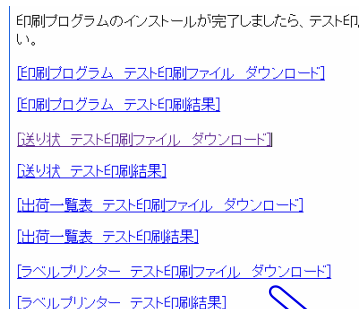 印刷プログラムのインストールが完了しましたら、テスト印
い。
[印刷プログラム　テスト印刷ファイル　ダウンロード]
[印刷プログラム　テスト印刷結果]
[送り状　テスト印刷ファイル　ダウンロード]
[送り状　テスト印刷結果]
[出荷一覧表　テスト印刷ファイル　ダウンロード]
[出荷一覧表　テスト印刷結果]
[ラベルプリンター　テスト印刷ファイル　ダウンロード]
[ラベルプリンター　テスト印刷結果]